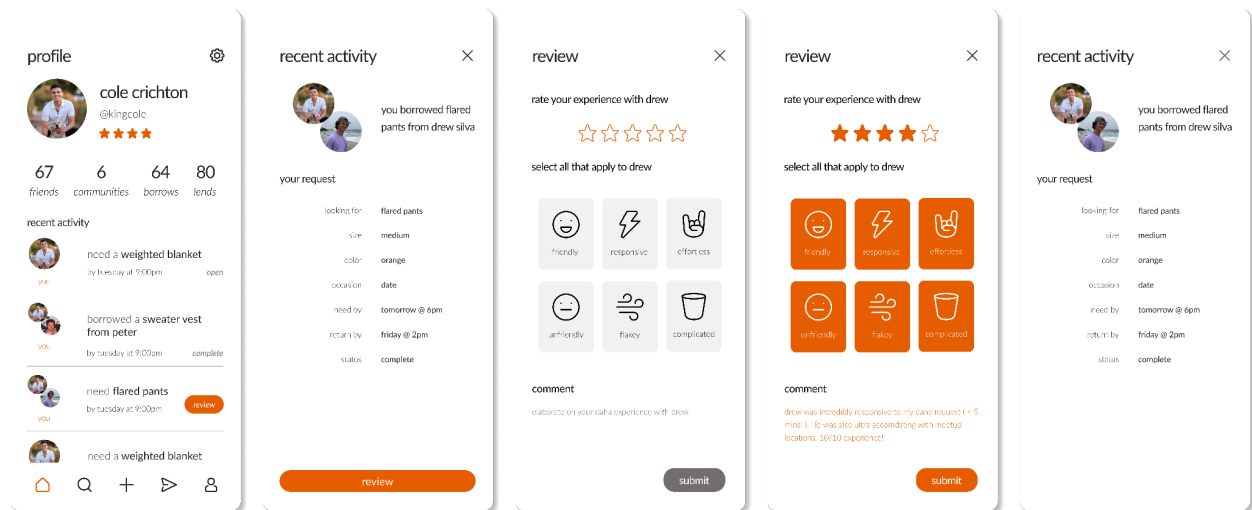 profile
cole crichton
@kingcole
67 6 64 80
friends communities borrows lends
recent activity
need a weighted blanket
by tuesday at 9:00pm open
you
borrowed a sweater vest
from peter
you
by tuesday at 9:00pm complete
need flared pants
by tuesday at 9:00pm review
you
need a weighted blanket
recent activity
you borrowed flared
pants from drew silva
your request
looking for flared pants
size medium
color orange
occasion date
need by tomorrow @ 6pm
return by friday @ 2pm
status complete
review
review
rate your experience with drew
select all that apply to drew
friendly responsive effortless
unfriendly flakey complicated
comment
elaborate on your daha experience with drew
submit
review
rate your experience with drew
select all that apply to drew
friendly responsive effortless
unfriendly flakey complicated
comment
drew was incredibly responsive to my daha request ( < 5
mins! ). He was also ultra accomdating with meetup
locations. 10/10 experience!
submit
recent activity
you borrowed flared
pants from drew silva
your request
looking for flared pants
size medium
color orange
occasion date
need by tomorrow @ 6pm
return by friday @ 2pm
status complete